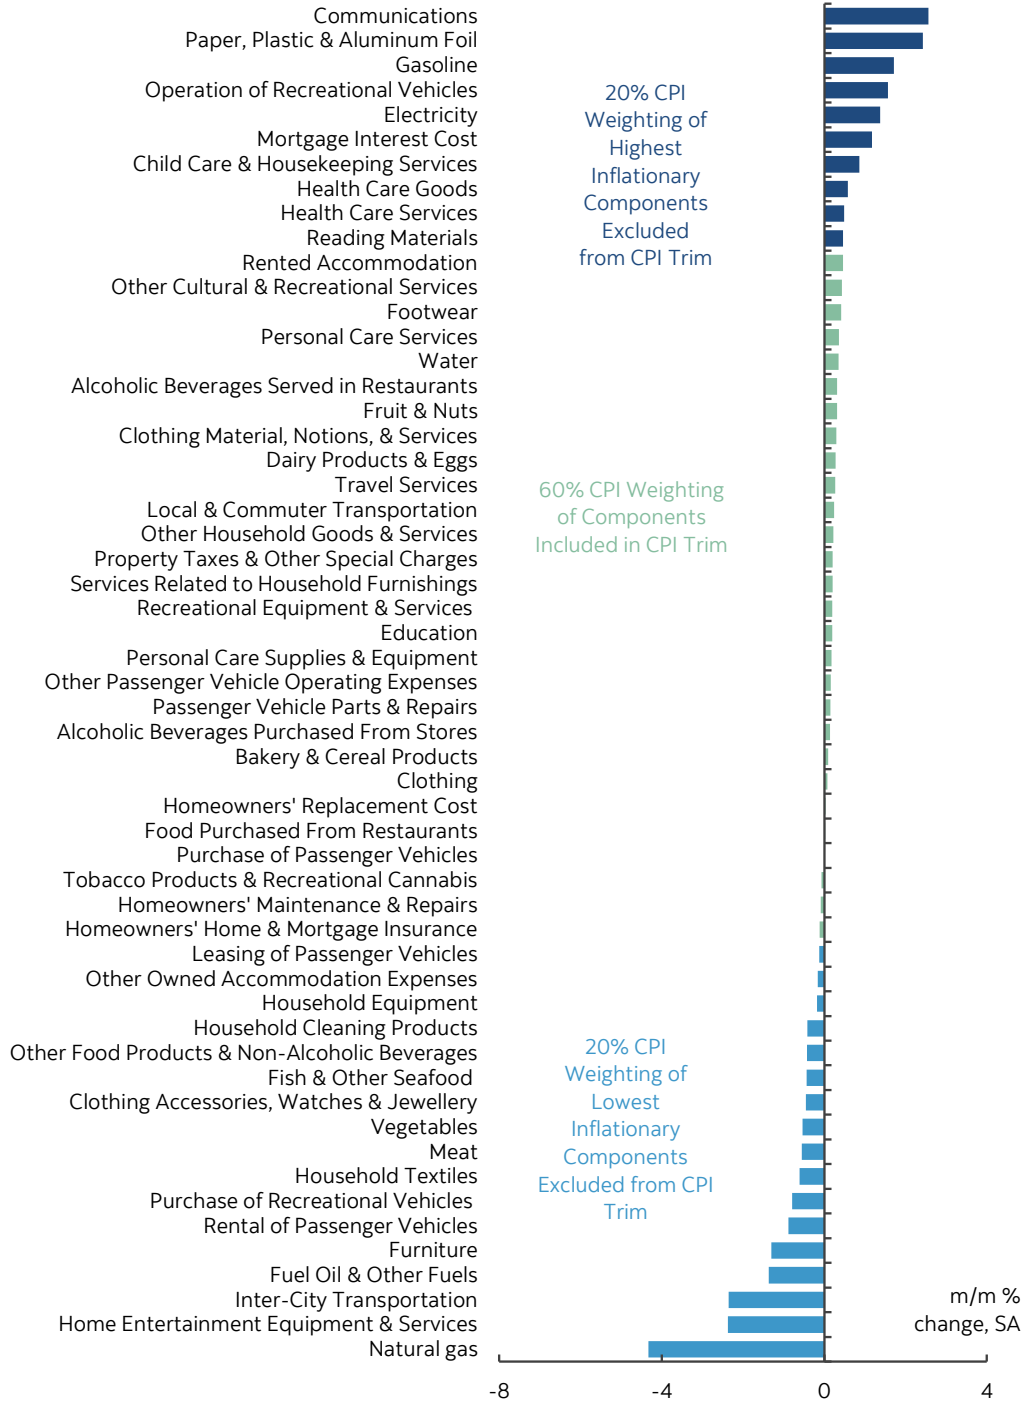 Communications
Paper, Plastic & Aluminum Foil
Gasoline
Operation of Recreational Vehicles
Electricity
Mortgage Interest Cost
Child Care & Housekeeping Services
Health Care Goods
Health Care Services
Reading Materials
Rented Accommodation
Other Cultural & Recreational Services
Footwear
Personal Care Services
Water
Alcoholic Beverages Served in Restaurants
Fruit & Nuts
Clothing Material, Notions, & Services
Dairy Products & Eggs
Travel Services
Local & Commuter Transportation
Other Household Goods & Services
Property Taxes & Other Special Charges
Services Related to Household Furnishings
Recreational Equipment & Services
Education
Personal Care Supplies & Equipment
Other Passenger Vehicle Operating Expenses
Passenger Vehicle Parts & Repairs
Alcoholic Beverages Purchased From Stores
Bakery & Cereal Products
Clothing
Homeowners' Replacement Cost
Food Purchased From Restaurants
Purchase of Passenger Vehicles
Tobacco Products & Recreational Cannabis
Homeowners' Maintenance & Repairs
Homeowners' Home & Mortgage Insurance
Leasing of Passenger Vehicles
Other Owned Accommodation Expenses
Household Equipment
Household Cleaning Products
Other Food Products & Non-Alcoholic Beverages
Fish & Other Seafood
Clothing Accessories, Watches & Jewellery
Vegetables
Meat
Household Textiles
Purchase of Recreational Vehicles
Rental of Passenger Vehicles
Furniture
Fuel Oil & Other Fuels
Inter-City Transportation
Home Entertainment Equipment & Services
Natural gas
20% CPI
Weighting of
Highest
Inflationary
Components
Excluded
from CPI Trim
60% CPI Weighting
of Components
Included in CPI Trim
20% CPI
Weighting of
Lowest
Inflationary
Components
Excluded from CPI
Trim
m/m %
change, SA
-8
-4
0
4